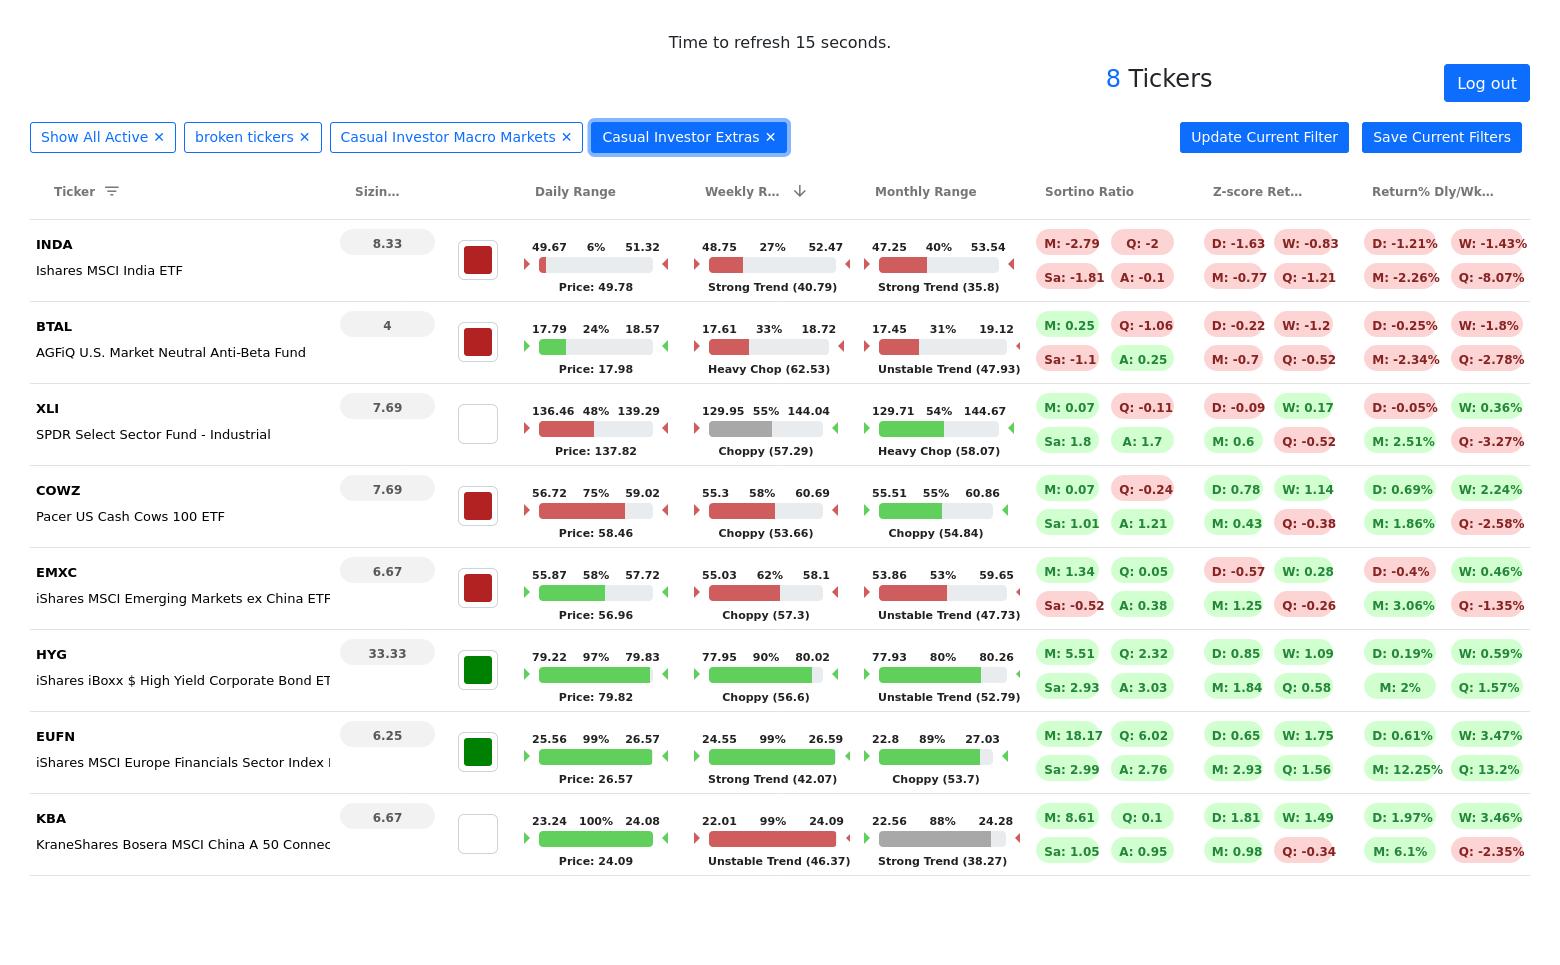 Time to refresh 15 seconds.
8 Tickers
Log out
Show All Active ✕ broken tickers ✕ Casual Investor Macro Markets ✕ Casual Investor Extras ✕ Update Current Filter Save Current Filters
Ticker Sizin... Daily Range Weekly R... Monthly Range Sortino Ratio Z-score Ret... Return% Dly/Wk...
INDA 8.33 49.67 6% 51.32 48.75 27% 52.47 47.25 40% 53.54 M: -2.79 Q: -2 D: -1.63 W: -0.83 D: -1.21% W: -1.43%
Ishares MSCI India ETF Price: 49.78 Strong Trend (40.79) Strong Trend (35.8) Sa: -1.81 A: -0.1 M: -0.77 Q: -1.21 M: -2.26% Q: -8.07%
BTAL 4 17.79 24% 18.57 17.61 33% 18.72 17.45 31% 19.12 M: 0.25 Q: -1.06 D: -0.22 W: -1.2 D: -0.25% W: -1.8%
AGFiQ U.S. Market Neutral Anti-Beta Fund Price: 17.98 Heavy Chop (62.53) Unstable Trend (47.93) Sa: -1.1 A: 0.25 M: -0.7 Q: -0.52 M: -2.34% Q: -2.78%
XLI 7.69 136.46 48% 139.29 129.95 55% 144.04 129.71 54% 144.67 M: 0.07 Q: -0.11 D: -0.09 W: 0.17 D: -0.05% W: 0.36%
SPDR Select Sector Fund - Industrial Price: 137.82 Choppy (57.29) Heavy Chop (58.07) Sa: 1.8 A: 1.7 M: 0.6 Q: -0.52 M: 2.51% Q: -3.27%
COWZ 7.69 56.72 75% 59.02 55.3 58% 60.69 55.51 55% 60.86 M: 0.07 Q: -0.24 D: 0.78 W: 1.14 D: 0.69% W: 2.24%
Pacer US Cash Cows 100 ETF Price: 58.46 Choppy (53.66) Choppy (54.84) Sa: 1.01 A: 1.21 M: 0.43 Q: -0.38 M: 1.86% Q: -2.58%
EMXC 6.67 55.87 58% 57.72 55.03 62% 58.1 53.86 53% 59.65 M: 1.34 Q: 0.05 D: -0.57 W: 0.28 D: -0.4% W: 0.46%
iShares MSCI Emerging Markets ex China ETF Price: 56.96 Choppy (57.3) Unstable Trend (47.73) Sa: -0.52 A: 0.38 M: 1.25 Q: -0.26 M: 3.06% Q: -1.35%
HYG 33.33 79.22 97% 79.83 77.95 90% 80.02 77.93 80% 80.26 M: 5.51 Q: 2.32 D: 0.85 W: 1.09 D: 0.19% W: 0.59%
iShares iBoxx $ High Yield Corporate Bond ET Price: 79.82 Choppy (56.6) Unstable Trend (52.79) Sa: 2.93 A: 3.03 M: 1.84 Q: 0.58 M: 2% Q: 1.57%
EUFN 6.25 25.56 99% 26.57 24.55 99% 26.59 22.8 89% 27.03 M: 18.17 Q: 6.02 D: 0.65 W: 1.75 D: 0.61% W: 3.47%
iShares MSCI Europe Financials Sector Index Price: 26.57 Strong Trend (42.07) Choppy (53.7) Sa: 2.99 A: 2.76 M: 2.93 Q: 1.56 M: 12.25% Q: 13.2%
KBA 6.67 23.24 100% 24.08 22.01 99% 24.09 22.56 88% 24.28 M: 8.61 Q: 0.1 D: 1.81 W: 1.49 D: 1.97% W: 3.46%
KraneShares Bosera MSCI China A 50 Connec Price: 24.09 Unstable Trend (46.37) Strong Trend (38.27) Sa: 1.05 A: 0.95 M: 0.98 Q: -0.34 M: 6.1% Q: -2.35%